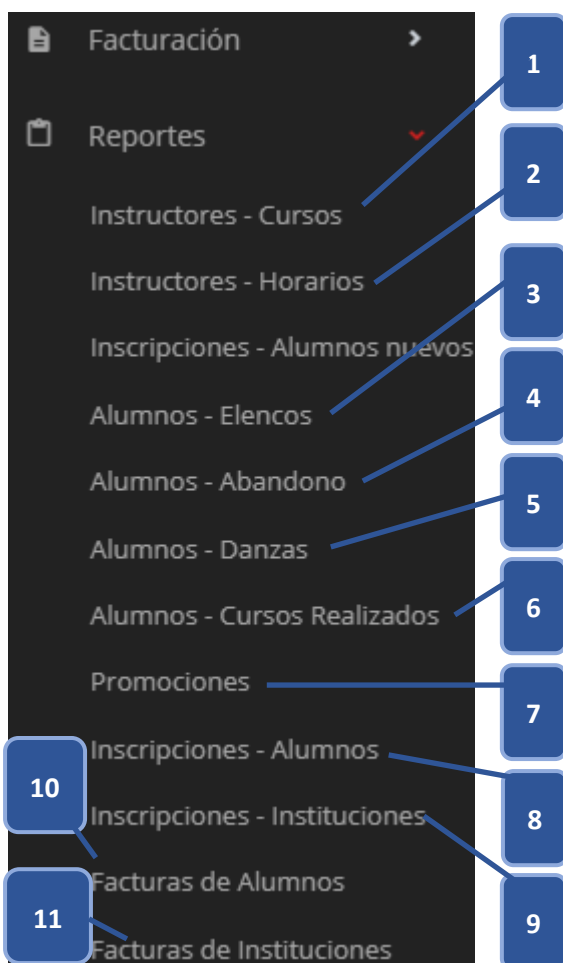 Facturación
1
Reportes
2
Instructores - Cursos
Instructores - Horarios
3
Inscripciones - Alumnos nuevos
4
Alumnos - Elencos
Alumnos - Abandono
5
Alumnos - Danzas
6
Alumnos - Cursos Realizados
Promociones
7
Inscripciones - Alumnos
10
8
Inscripciones - Instituciones
Facturas de Alumnos
11
9
Facturas de Instituciones